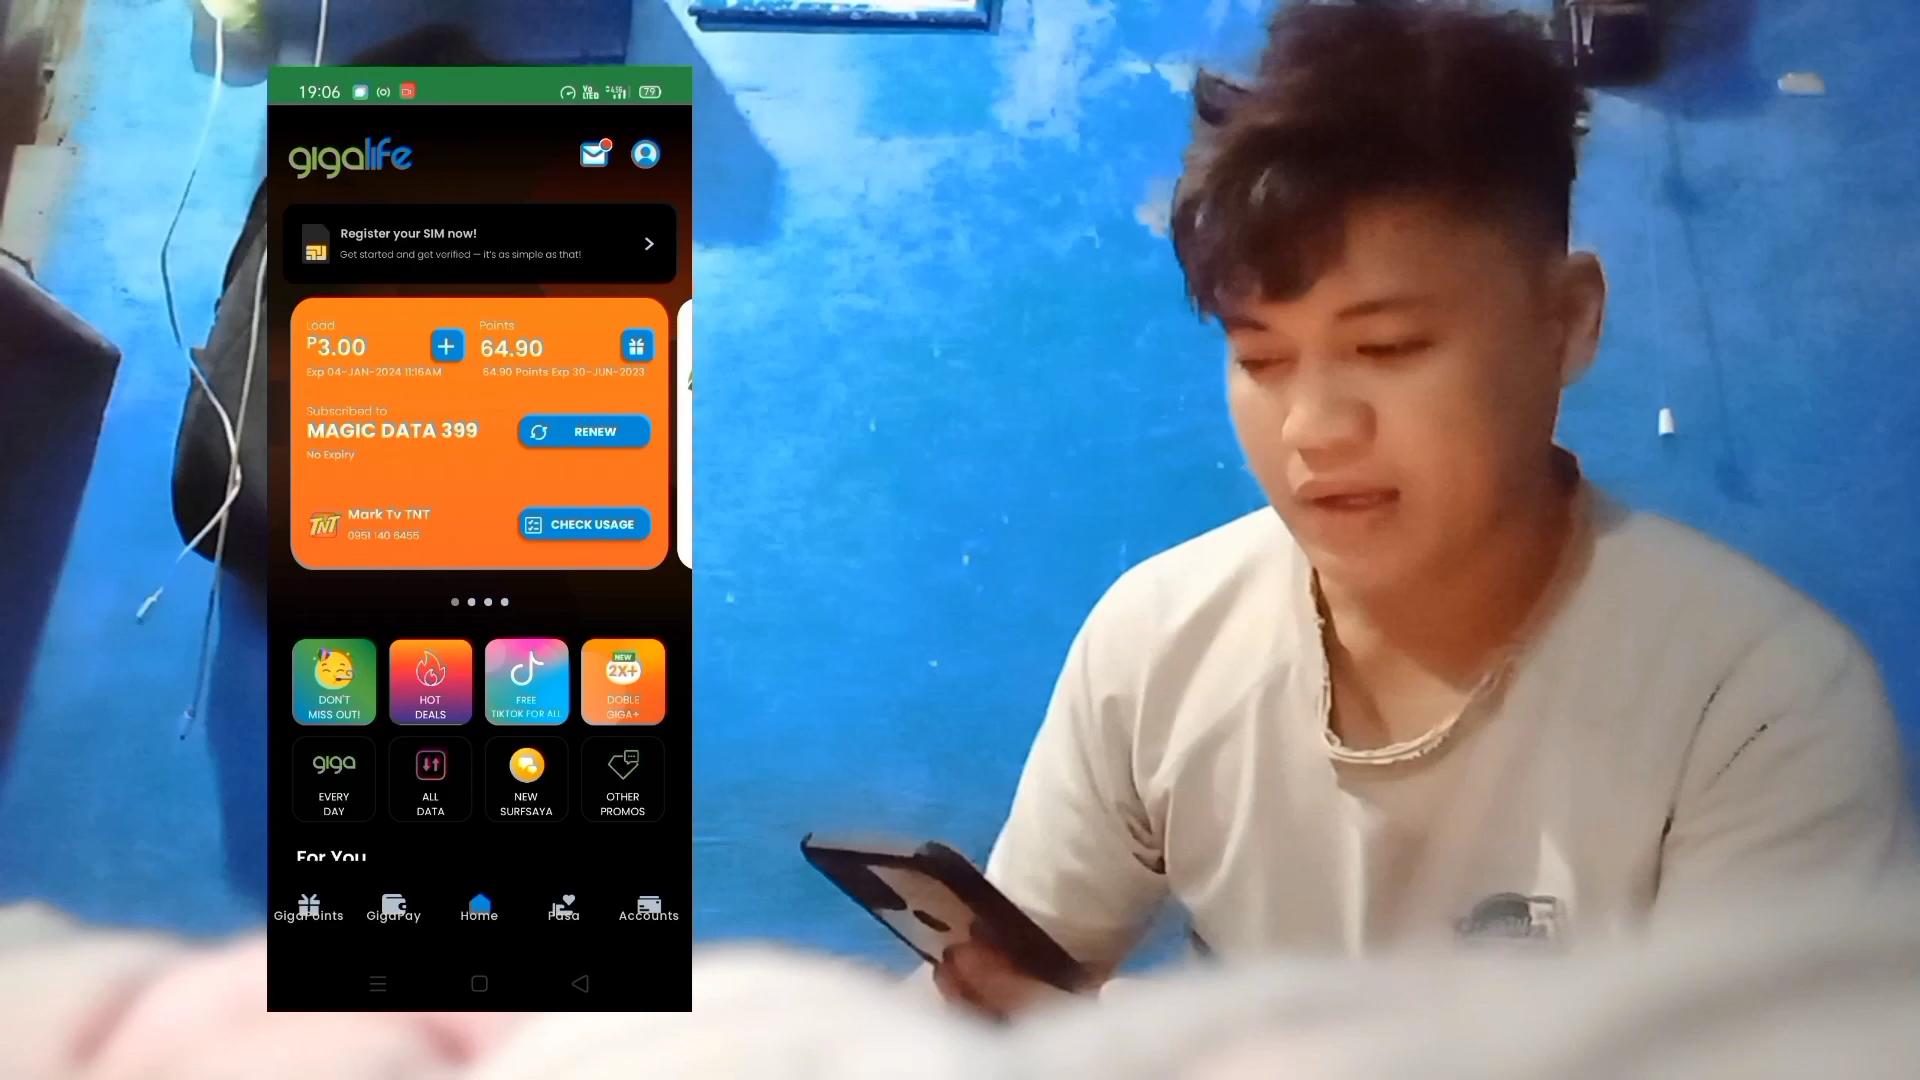 19:06
Vo
LTED
79
gigalife
Register your SIM now!
Get started and get verified — it's as simple as that!
Load
₱3.00
Exp 04-JAN-2024 11:16AM
Points
64.90
64.90 Points Exp 30-JUN-2023
Subscribed to
MAGIC DATA 399
No Expiry
RENEW
TNT
Mark Tv TNT
0951 140 6455
CHECK USAGE
DON'T
MISS OUT!
HOT
DEALS
FREE
TIKTOK FOR ALL
NEW
2X+
DOBLE
GIGA+
giga
EVERY
DAY
ALL
DATA
NEW
SURFSAYA
OTHER
PROMOS
For You
GigaPoints
GigaPay
Home
Pasa
Accounts